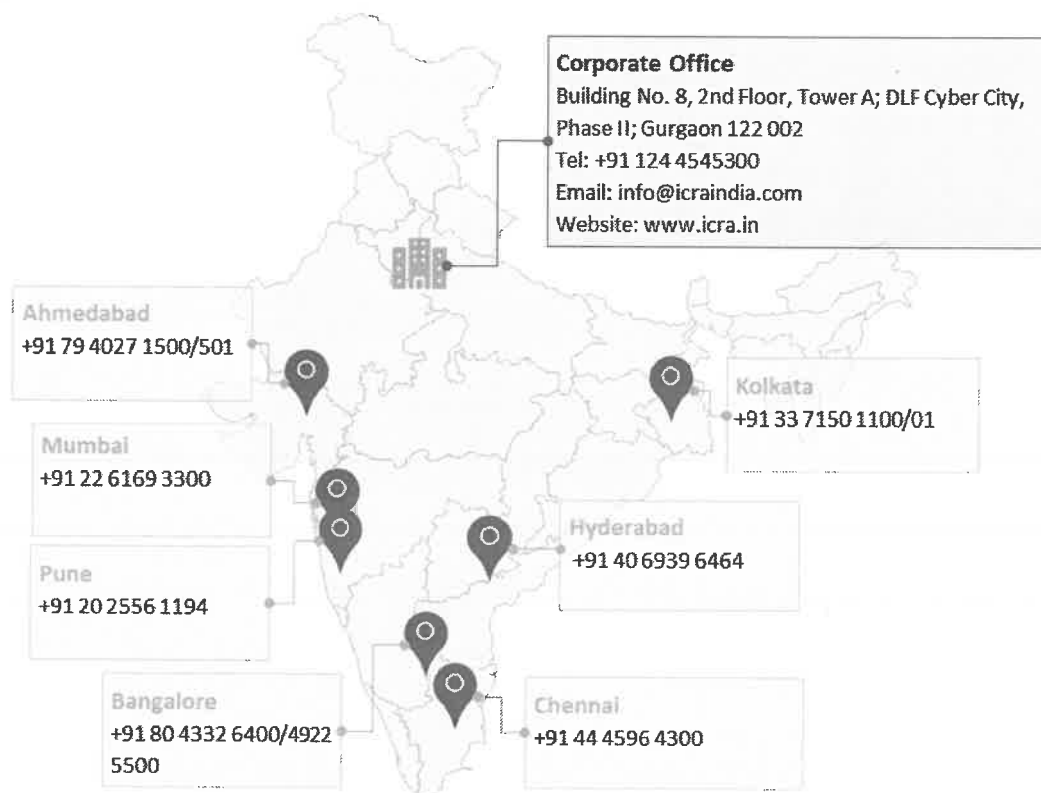 Corporate Office
Building No. 8, 2nd Floor, Tower A; DLF Cyber City,
Phase II; Gurgaon 122 002
Tel: +91 124 4545300
Email: info@icraindia.com
Website: www.icra.in
Ahmedabad
+91 79 4027 1500/501
Kolkata
+91 33 7150 1100/01
Mumbai
+91 22 6169 3300
Hyderabad
+91 40 6939 6464
Pune
+91 20 2556 1194
Bangalore
+91 80 4332 6400/4922
5500
Chennai
+91 44 4596 4300